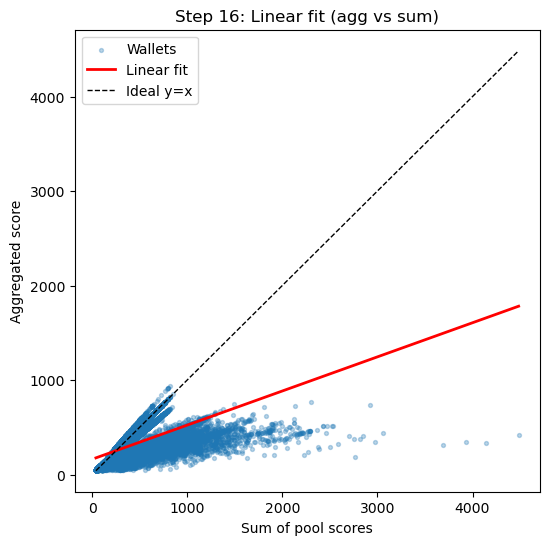 Step 16: Linear fit (agg vs sum)
Wallets
Linear fit
Ideal y=x
Aggregated score
4000
3000
2000
1000
0
0 1000 2000 3000 4000
Sum of pool scores